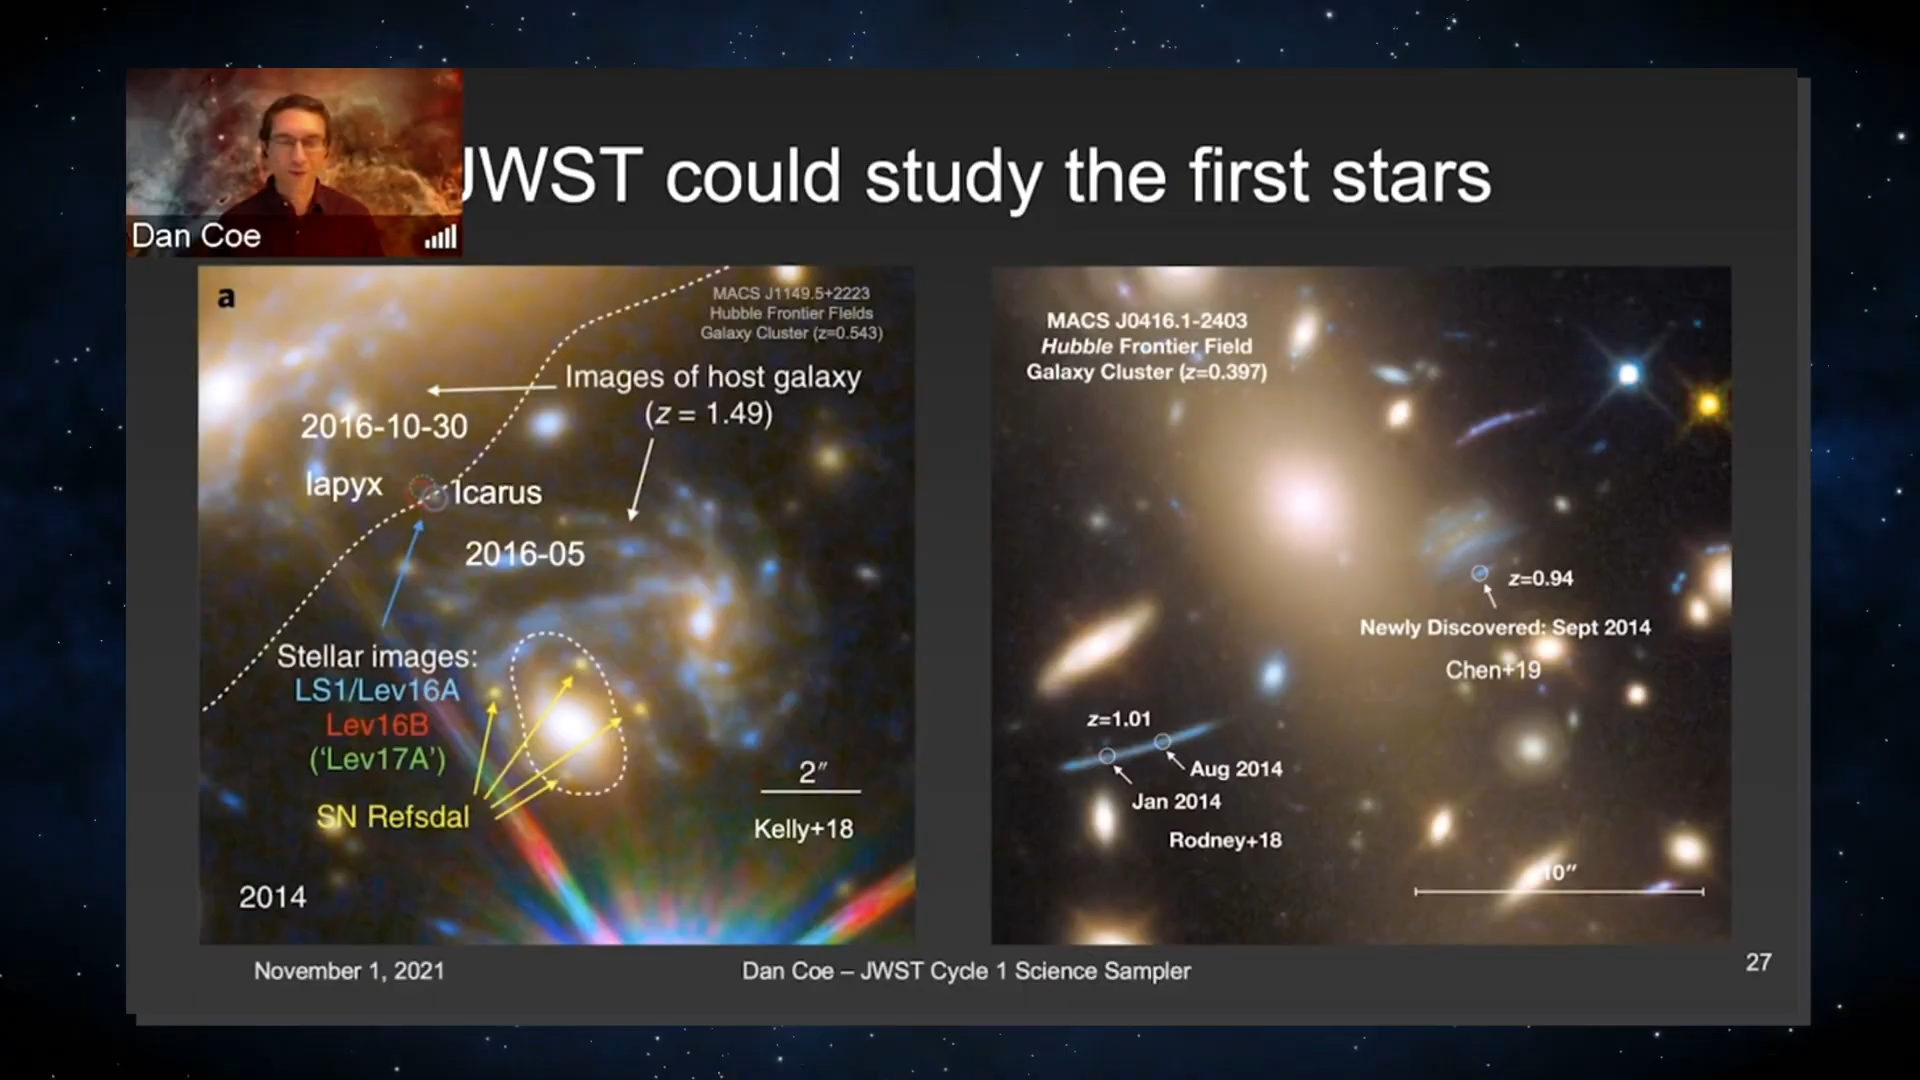 JWST could study the first stars
Dan Coe
a
MACS J1149.5+2223
Hubble Frontier Fields
Galaxy Cluster (z=0.543)
Images of host galaxy
(z = 1.49)
2016-10-30
Iapyx
Icarus
2016-05
Stellar images:
LS1/Lev16A
Lev16B
('Lev17A')
SN Refsdal
2″
Kelly+18
2014
MACS J0416.1-2403
Hubble Frontier Field
Galaxy Cluster (z=0.397)
z=0.94
Newly Discovered: Sept 2014
Chen+19
z=1.01
Aug 2014
Jan 2014
Rodney+18
10″
November 1, 2021
Dan Coe – JWST Cycle 1 Science Sampler
27